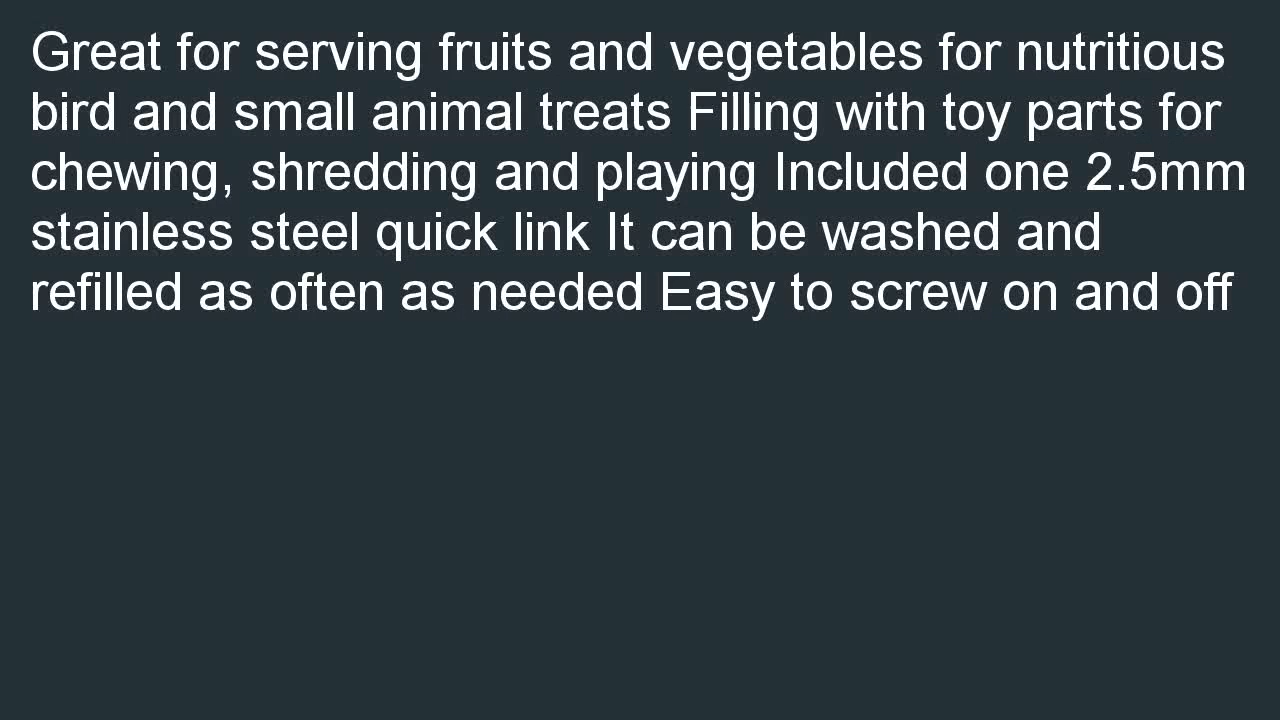 Great for serving fruits and vegetables for nutritious
bird and small animal treats Filling with toy parts for
chewing, shredding and playing Included one 2.5mm
stainless steel quick link It can be washed and
refilled as often as needed Easy to screw on and off